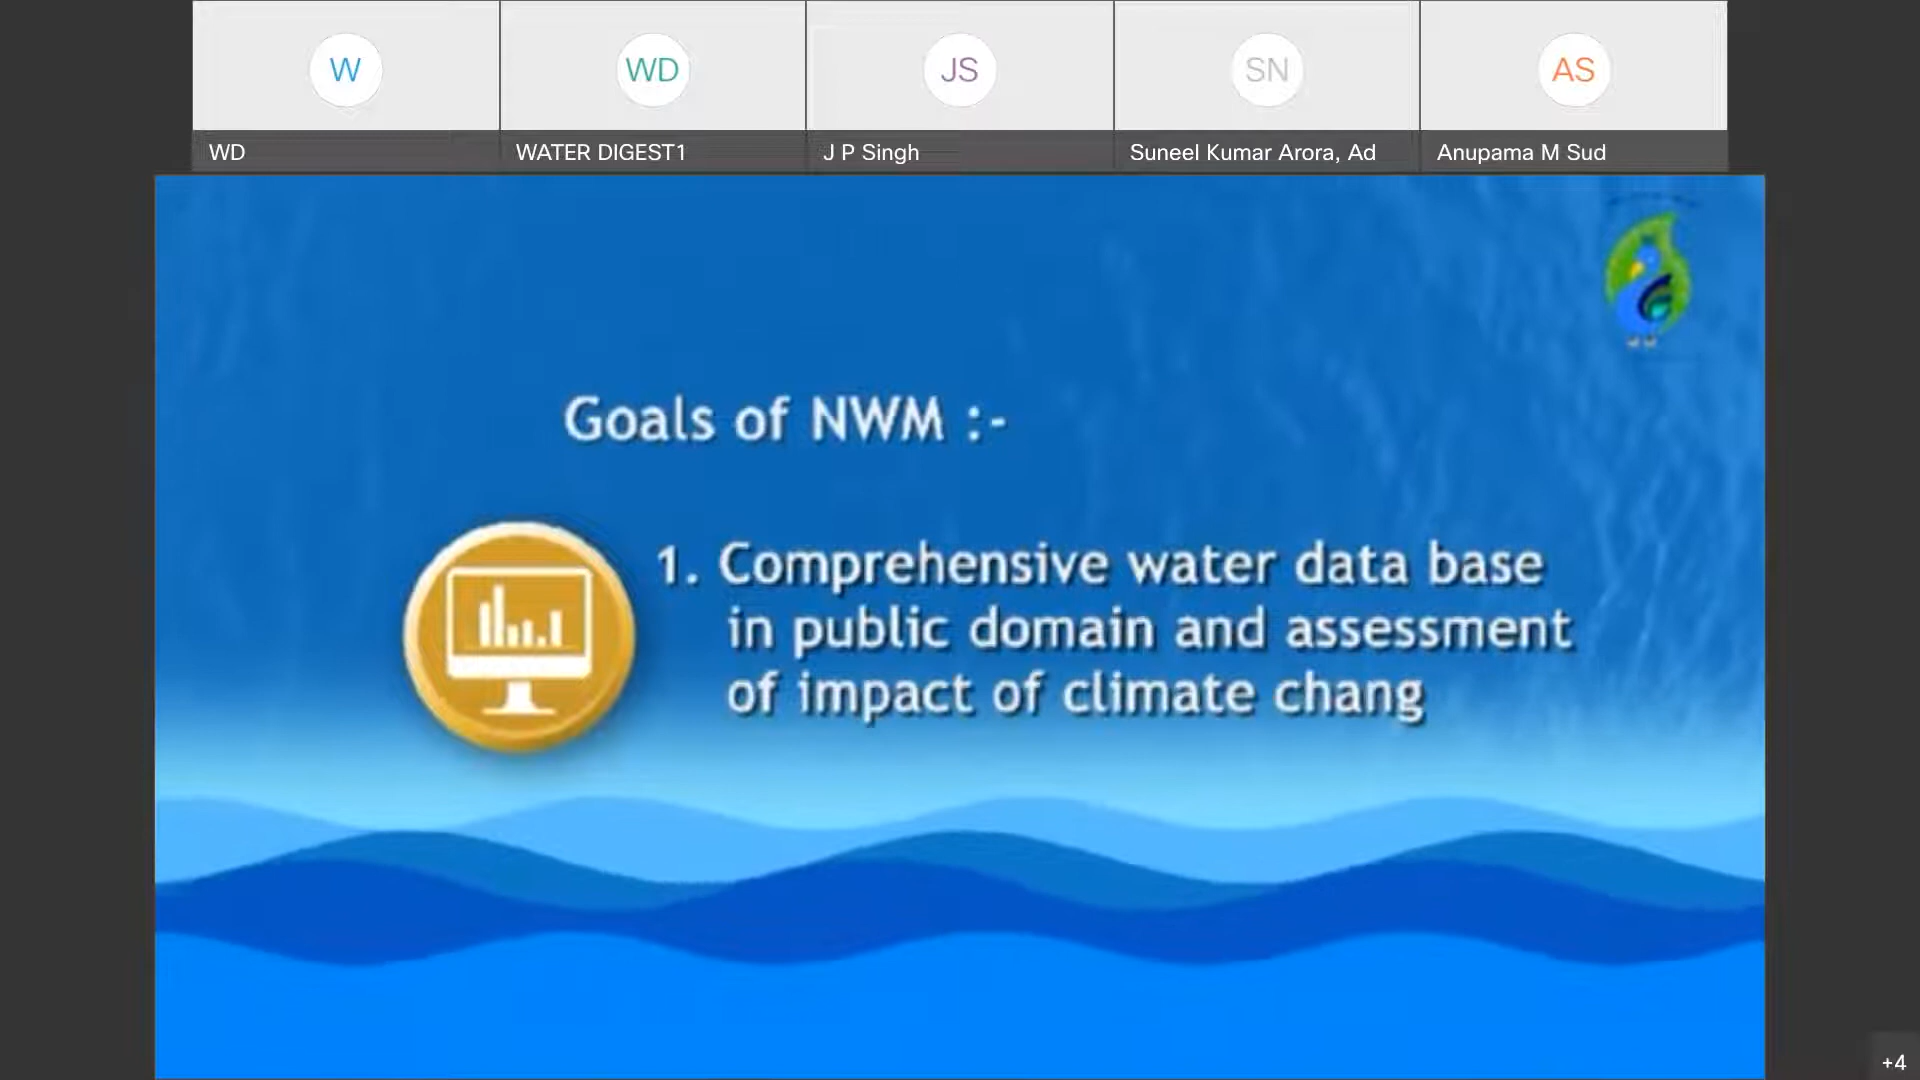 W
WD
JS
SN
AS
WD
WATER DIGEST1
J P Singh
Suneel Kumar Arora, Ad
Anupama M Sud
Goals of NWM :-
1. Comprehensive water data base
in public domain and assessment
of impact of climate chang
+4